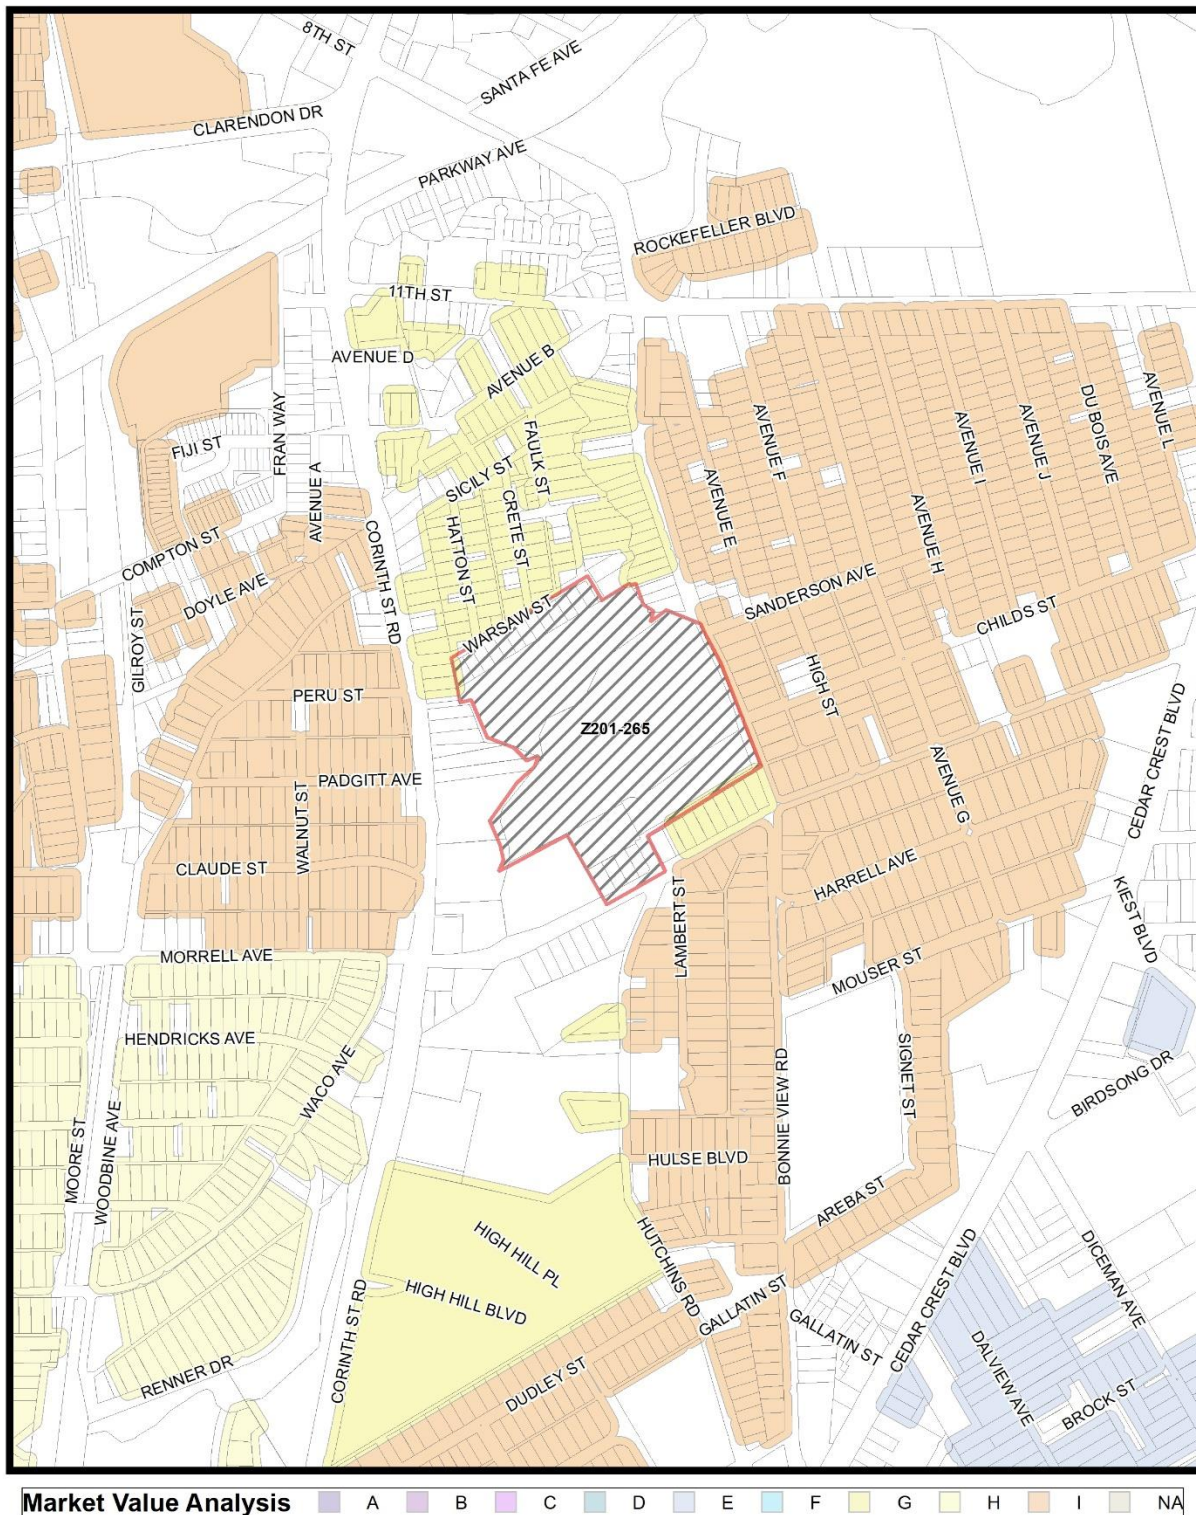 8TH ST
SANTA FE AVE
CLARENDON DR
PARKWAY AVE
ROCKEFELLER BLVD
11TH ST
AVENUE D
AVENUE B
AVENUE L
DU BOIS AVE
AVENUE J
AVENUE I
AVENUE F
FRAN WAY
FIJI ST
FAULK ST
SICILY ST
AVENUE A
AVENUE E
CRETE ST
HATTON ST
AVENUE H
COMPTON ST
CORINTH ST RD
DOYLE AVE
SANDERSON AVE
CHILDS ST
WARSAW ST
GILROY ST
PERU ST
HIGH ST
Z201-265
CEDAR CREST BLVD
PADGITT AVE
WALNUT ST
AVENUE G
CLAUDE ST
HARRELL AVE
LAMBERT ST
KIEST BLVD
MORRELL AVE
MOUSER ST
HENDRICKS AVE
WACO AVE
SIGNET ST
BONNIE VIEW RD
BIRDSONG DR
MOORE ST
WOODBINE AVE
HULSE BLVD
AREBA ST
HIGH HILL PL
HUTCHINS RD
DICEMAN AVE
HIGH HILL BLVD
CORINTH ST RD
GALLATIN ST
GALLATIN ST
CEDAR CREST BLVD
RENNER DR
DUDLEY ST
DALVIEW AVE
BROCK ST
Market Value Analysis A B C D E F G H I NA